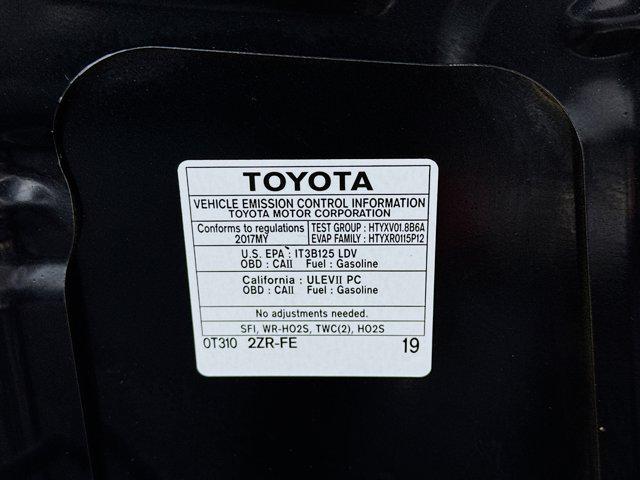 TOYOTA
VEHICLE EMISSION CONTROL INFORMATION
TOYOTA MOTOR CORPORATION
Conforms to regulations 2017MY
TEST GROUP : HTYXV01.8B6A
EVAP FAMILY : HTYXR0115P12
U.S. EPA : IT3B125 LDV
OBD : CAII Fuel : Gasoline
California : ULEVII PC
OBD : CAII Fuel : Gasoline
No adjustments needed.
SFI, WR-HO2S, TWC(2), HO2S
0T310 2ZR-FE 19